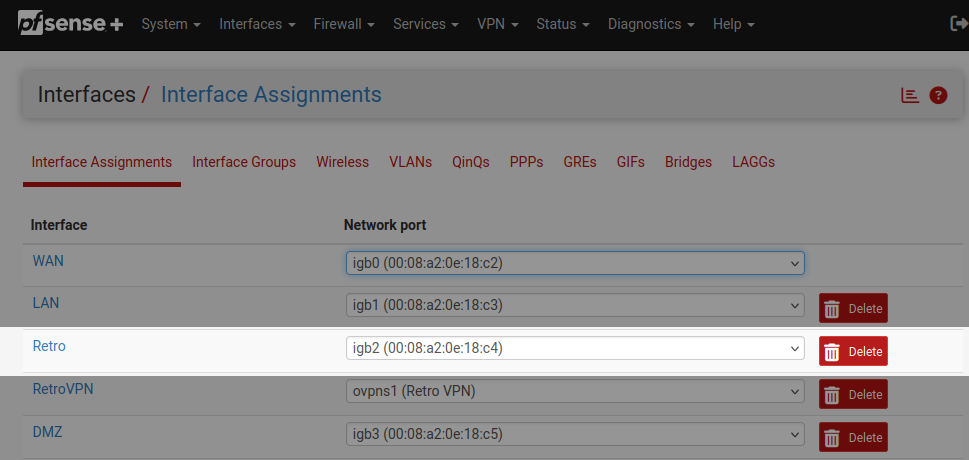 pfsense+ System Interfaces Firewall Services VPN Status Diagnostics Help
Interfaces / Interface Assignments
Interface Assignments Interface Groups Wireless VLANs QinQs PPPs GREs GIFs Bridges LAGGs
Interface Network port
WAN igb0 (00:08:a2:0e:18:c2)
LAN igb1 (00:08:a2:0e:18:c3) Delete
Retro igb2 (00:08:a2:0e:18:c4) Delete
RetroVPN ovpns1 (Retro VPN) Delete
DMZ igb3 (00:08:a2:0e:18:c5) Delete